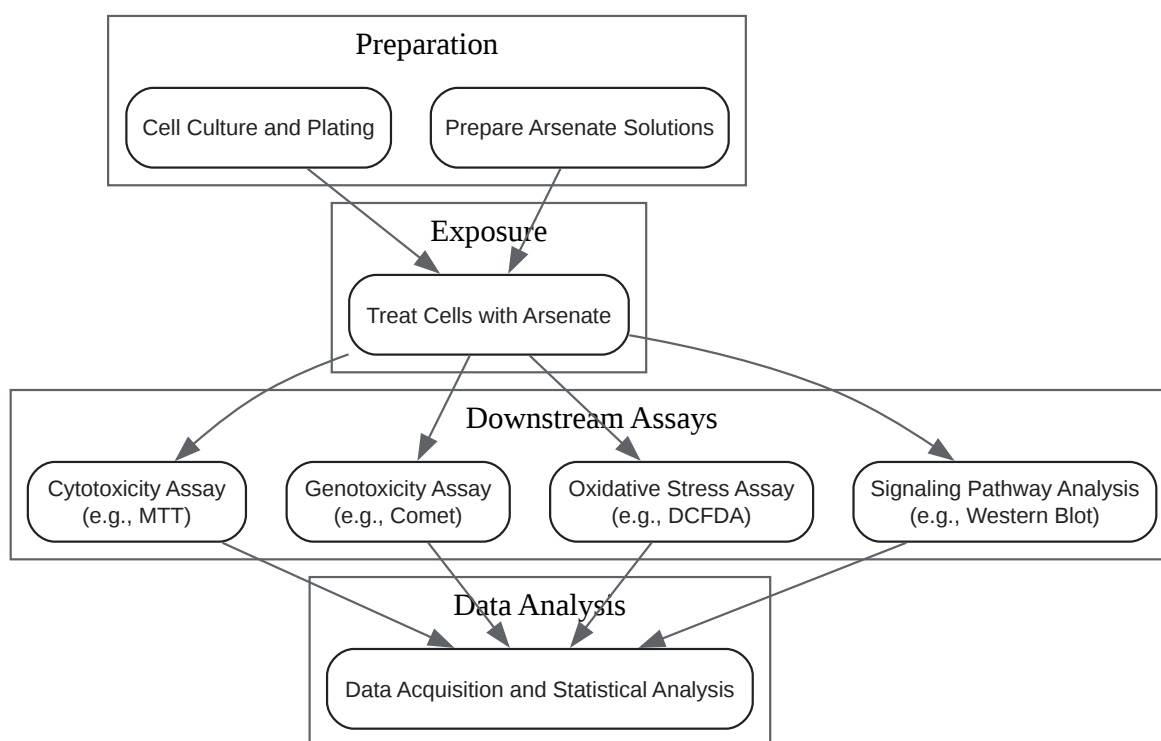 Preparation
Cell Culture and Plating
Prepare Arsenate Solutions
Exposure
Treat Cells with Arsenate
Downstream Assays
Cytotoxicity Assay
(e.g., MTT)
Genotoxicity Assay
(e.g., Comet)
Oxidative Stress Assay
(e.g., DCFDA)
Signaling Pathway Analysis
(e.g., Western Blot)
Data Analysis
Data Acquisition and Statistical Analysis